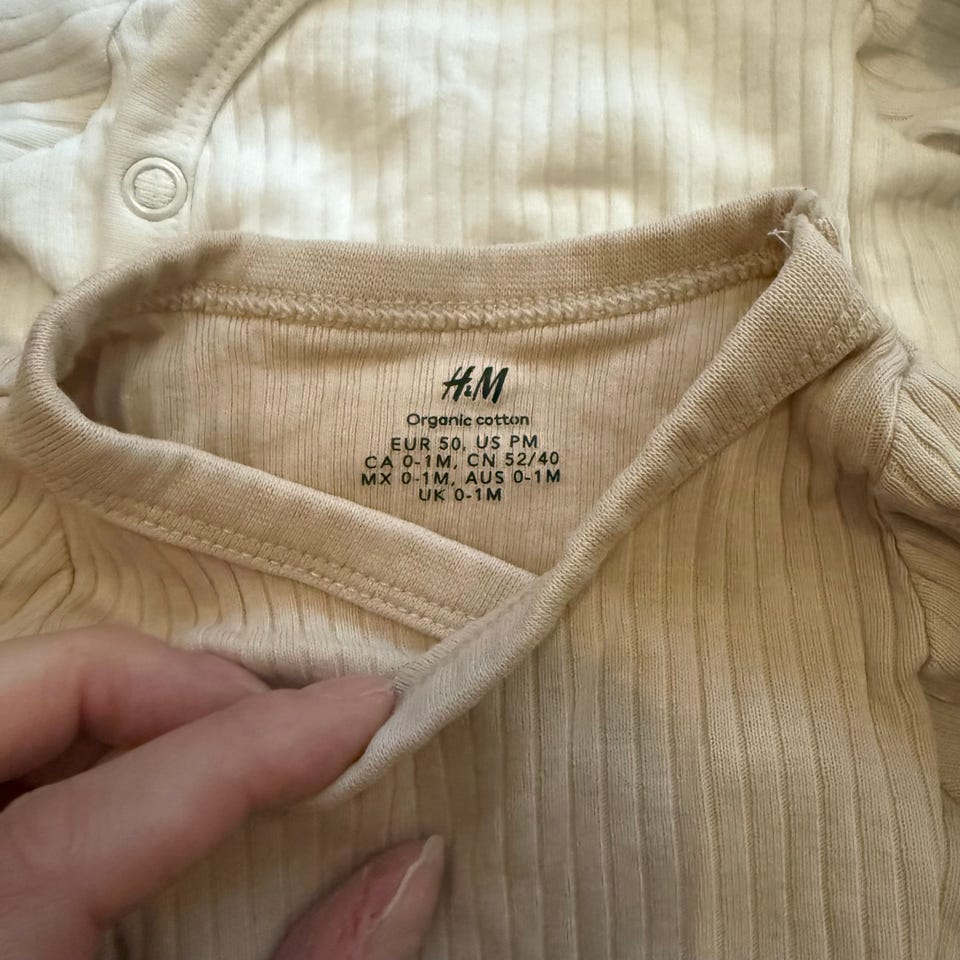 H&M
Organic cotton
EUR 50, US PM
CA 0-1M, CN 52/40
MX 0-1M, AUS 0-1M
UK 0-1M